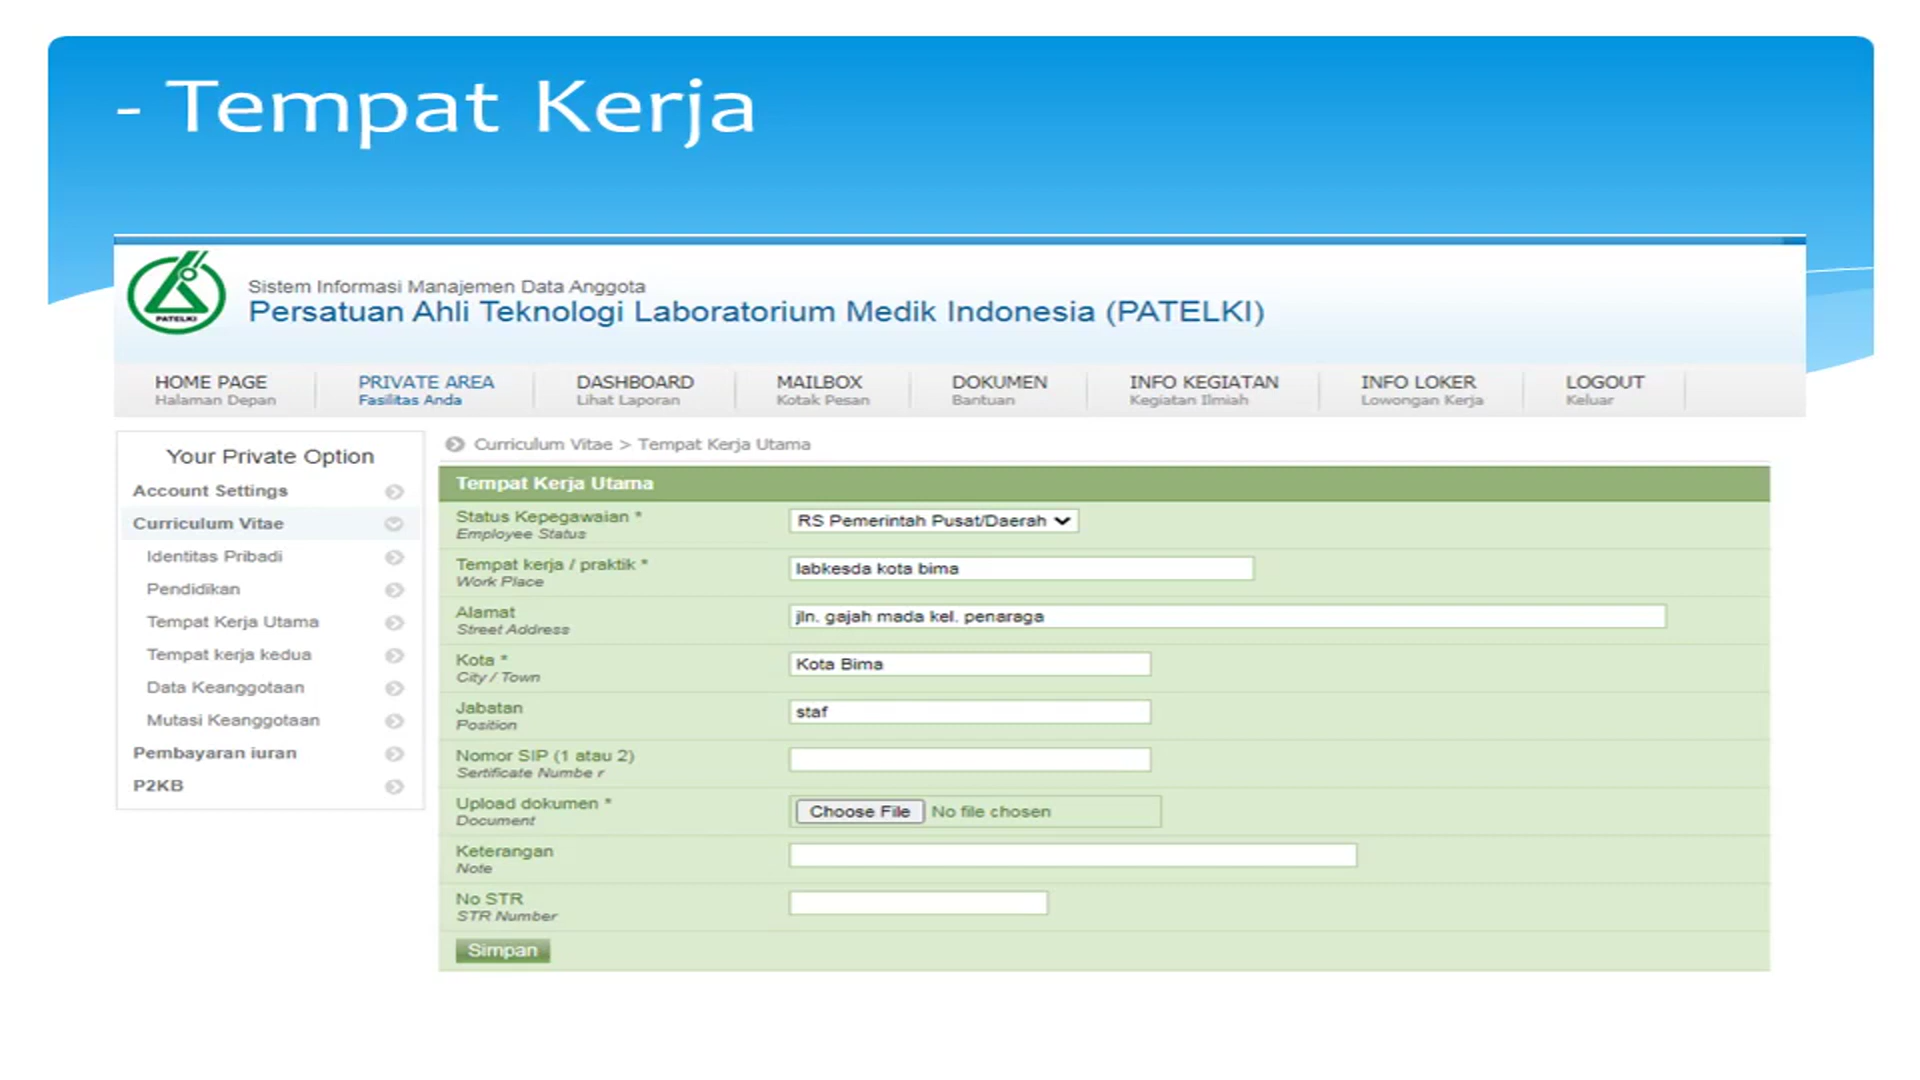 - Tempat Kerja
PATELKI
Sistem Informasi Manajemen Data Anggota
Persatuan Ahli Teknologi Laboratorium Medik Indonesia (PATELKI)
HOME PAGE PRIVATE AREA DASHBOARD MAILBOX DOKUMEN INFO KEGIATAN INFO LOKER LOGOUT
Halaman Depan Fasilitas Anda Lihat Laporan Kotak Pesan Bantuan Kegiatan Ilmiah Lowongan Kerja Keluar
Your Private Option
Account Settings
Curriculum Vitae
Identitas Pribadi
Pendidikan
Tempat Kerja Utama
Tempat kerja kedua
Data Keanggotaan
Mutasi Keanggotaan
Pembayaran iuran
P2KB
Curriculum Vitae > Tempat Kerja Utama
Tempat Kerja Utama
Status Kepegawaian * RS Pemerintah Pusat/Daerah
Employee Status
Tempat kerja / praktik * labkesda kota bima
Work Place
Alamat jln. gajah mada kel. penaraga
Street Address
Kota * Kota Bima
City / Town
Jabatan staf
Position
Nomor SIP (1 atau 2)
Sertificate Numbe r
Upload dokumen * Choose File No file chosen
Document
Keterangan
Note
No STR
STR Number
Simpan